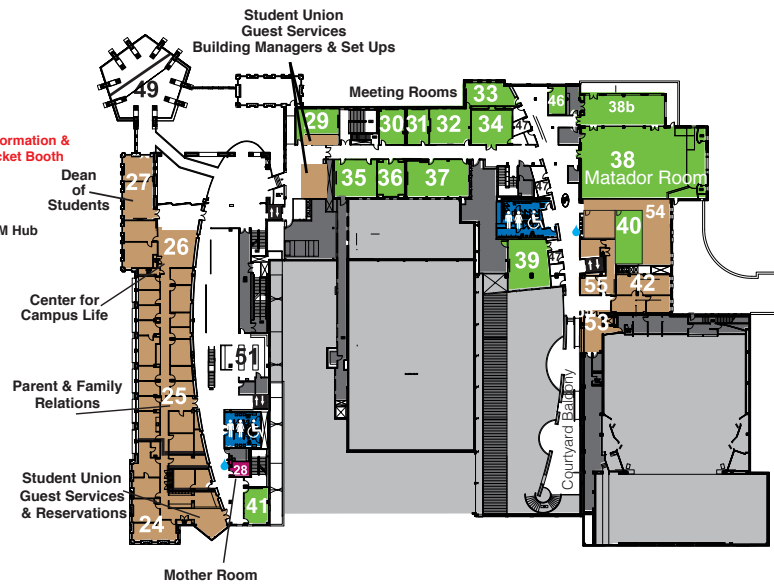 Student Union
Guest Services
Building Managers & Set Ups
49
Meeting Rooms
33
46
38b
29
30
31
32
34
47
formation &
cket Booth
38
Matador Room
Dean
of
Students
27
35
36
37
54
40
M Hub
26
39
55
42
Center for
Campus Life
53
51
Parent & Family
Relations
25
Courtyard Balcony
28
Student Union
Guest Services
& Reservations
41
24
Mother Room